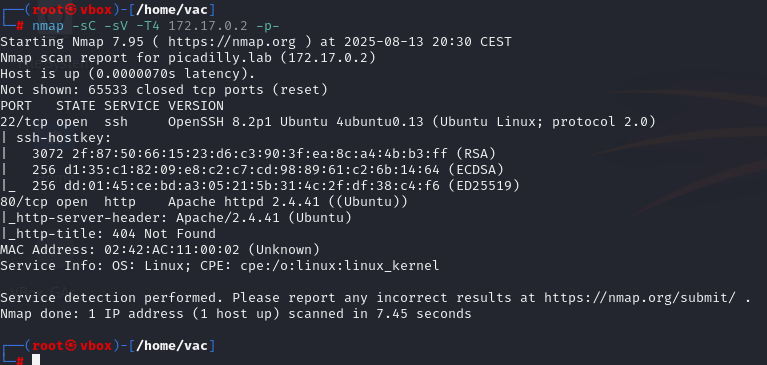 ┌──(root㉿vbox)-[/home/vac]
└─# nmap -sC -sV -T4 172.17.0.2 -p-
Starting Nmap 7.95 ( https://nmap.org ) at 2025-08-13 20:30 CEST
Nmap scan report for picadilly.lab (172.17.0.2)
Host is up (0.0000070s latency).
Not shown: 65533 closed tcp ports (reset)
PORT   STATE SERVICE VERSION
22/tcp open  ssh     OpenSSH 8.2p1 Ubuntu 4ubuntu0.13 (Ubuntu Linux; protocol 2.0)
| ssh-hostkey:
|   3072 2f:87:50:66:15:23:d6:c3:90:3f:ea:8c:a4:4b:b3:ff (RSA)
|   256 d1:35:c1:82:09:e8:c2:c7:cd:98:89:61:c2:6b:14:64 (ECDSA)
|_  256 dd:01:45:ce:bd:a3:05:21:5b:31:4c:2f:df:38:c4:f6 (ED25519)
80/tcp open  http    Apache httpd 2.4.41 ((Ubuntu))
|_http-server-header: Apache/2.4.41 (Ubuntu)
|_http-title: 404 Not Found
MAC Address: 02:42:AC:11:00:02 (Unknown)
Service Info: OS: Linux; CPE: cpe:/o:linux:linux_kernel
Service detection performed. Please report any incorrect results at https://nmap.org/submit/ .
Nmap done: 1 IP address (1 host up) scanned in 7.45 seconds
┌──(root㉿vbox)-[/home/vac]
└─#